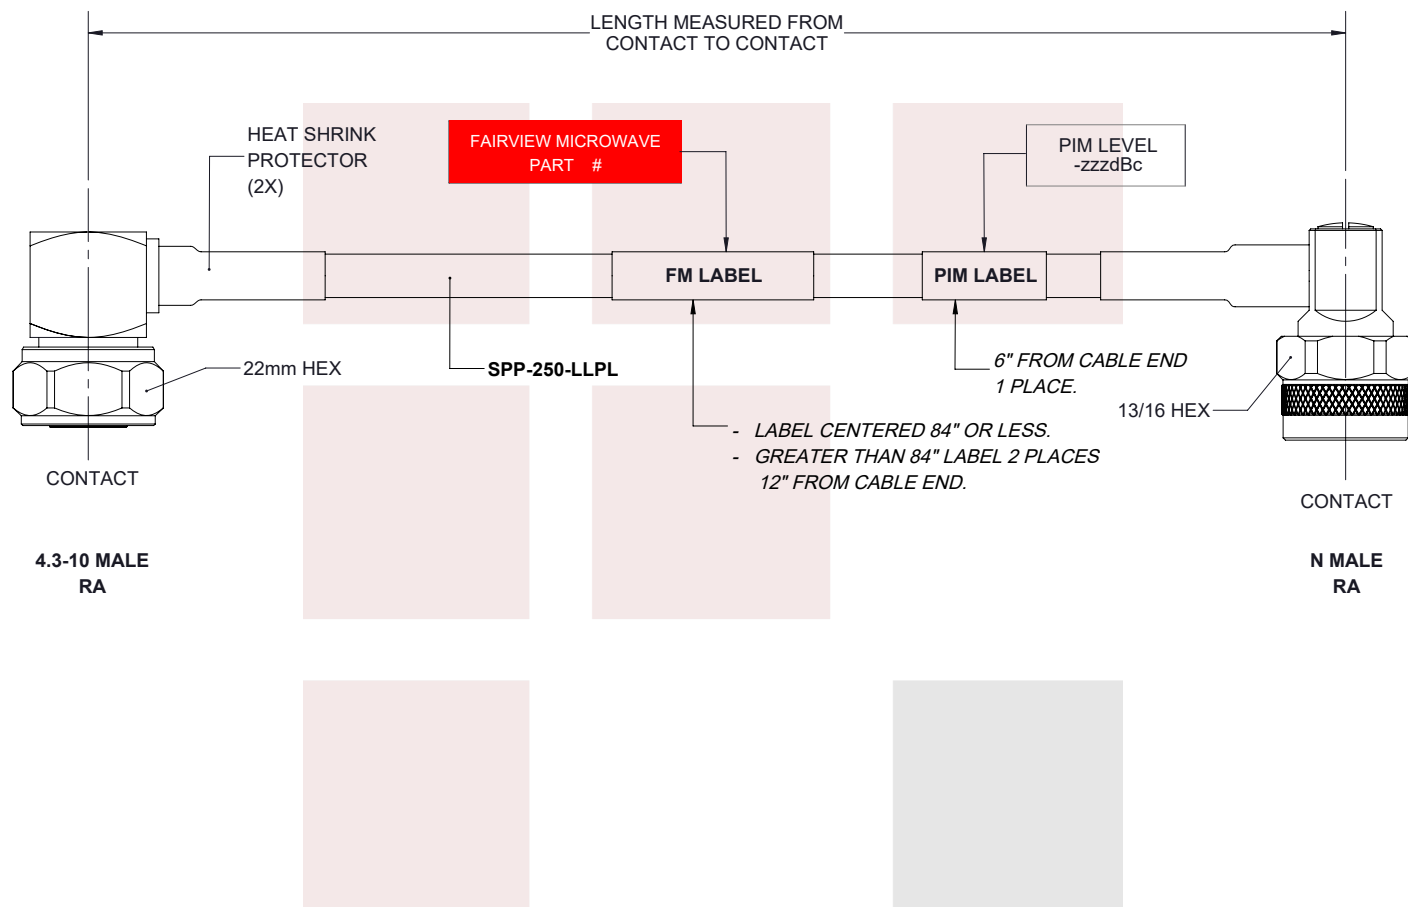 LENGTH MEASURED FROM
CONTACT TO CONTACT
HEAT SHRINK
PROTECTOR
(2X)
FAIRVIEW MICROWAVE
PART #
PIM LEVEL
-zzzdBc
FM LABEL
PIM LABEL
22mm HEX
SPP-250-LLPL
6" FROM CABLE END
1 PLACE.
13/16 HEX
- LABEL CENTERED 84" OR LESS.
- GREATER THAN 84" LABEL 2 PLACES
12" FROM CABLE END.
CONTACT
CONTACT
4.3-10 MALE
RA
N MALE
RA